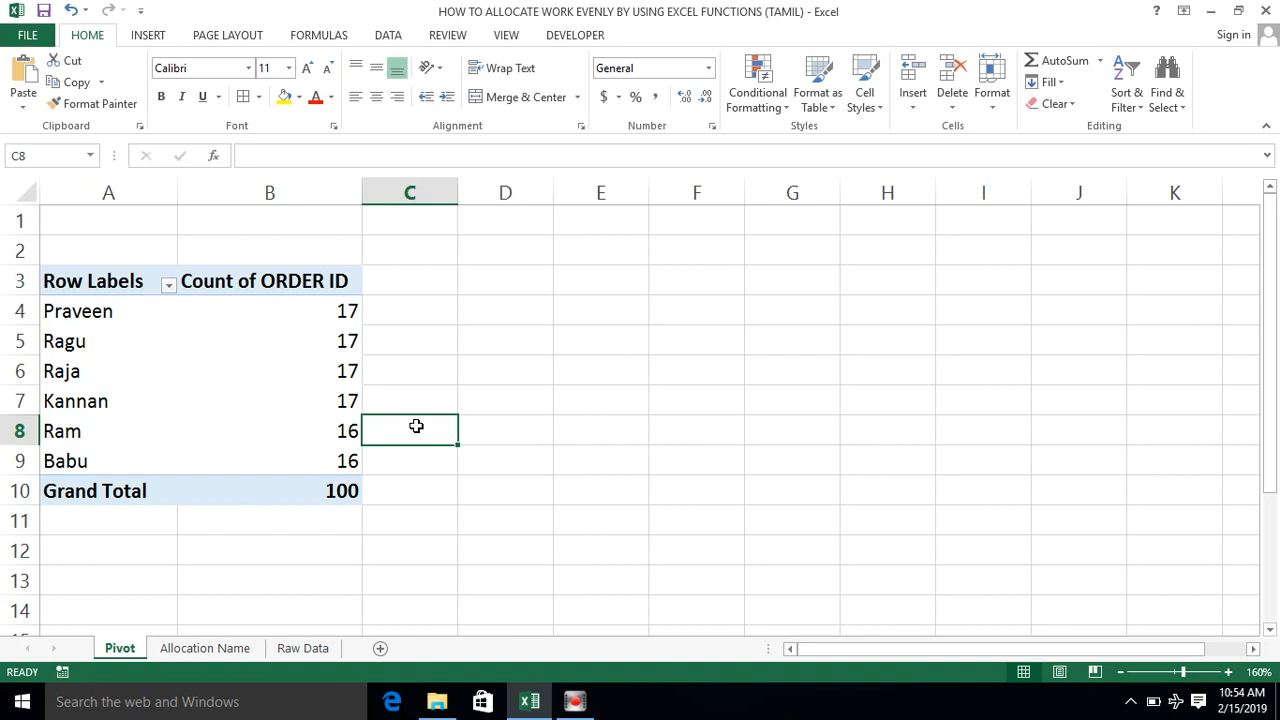 HOW TO ALLOCATE WORK EVENLY BY USING EXCEL FUNCTIONS (TAMIL) - Excel
?
FILE HOME INSERT PAGE LAYOUT FORMULAS DATA REVIEW VIEW DEVELOPER Sign in
Paste
Cut
Copy
Format Painter
Clipboard
Calibri 11
B I U
Font
Wrap Text
Merge & Center
Alignment
General
$ % ,
Number
Conditional Formatting
Format as Table
Cell Styles
Styles
Insert
Delete
Format
Cells
AutoSum
Fill
Clear
Sort & Filter
Find & Select
Editing
C8 fx
A B C D E F G H I J K
1
2
3 Row Labels Count of ORDER ID
4 Praveen 17
5 Ragu 17
6 Raja 17
7 Kannan 17
8 Ram 16
9 Babu 16
10 Grand Total 100
11
12
13
14
Pivot Allocation Name Raw Data
READY 160%
Search the web and Windows
10:54 AM
2/15/2019